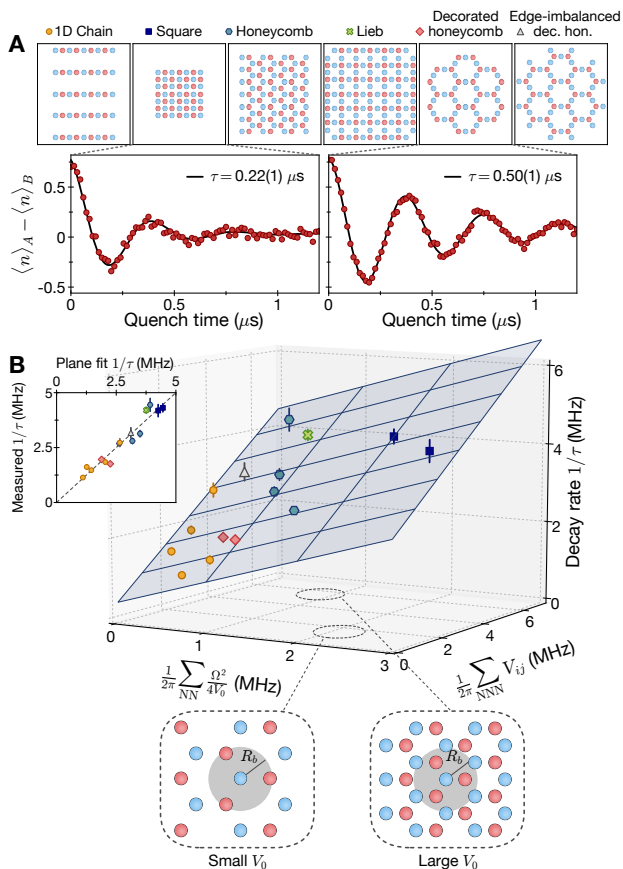 1D Chain Square Honeycomb Lieb Decorated honeycomb Edge-imbalanced dec. hon.
A
τ = 0.22(1) μs
τ = 0.50(1) μs
⟨n⟩_A − ⟨n⟩_B
0.5
0
-0.5
0 0.5 1 0 0.5 1
Quench time (μs) Quench time (μs)
B
Plane fit 1/τ (MHz)
0 2.5 5
Measured 1/τ (MHz)
5
2.5
0
6
4
2
0
Decay rate 1/τ (MHz)
0 1 2 3
0 2 4 6
1/2π ∑_NN Ω²/4V₀ (MHz)
1/2π ∑_NNN V_ij (MHz)
R_b
R_b
Small V₀
Large V₀